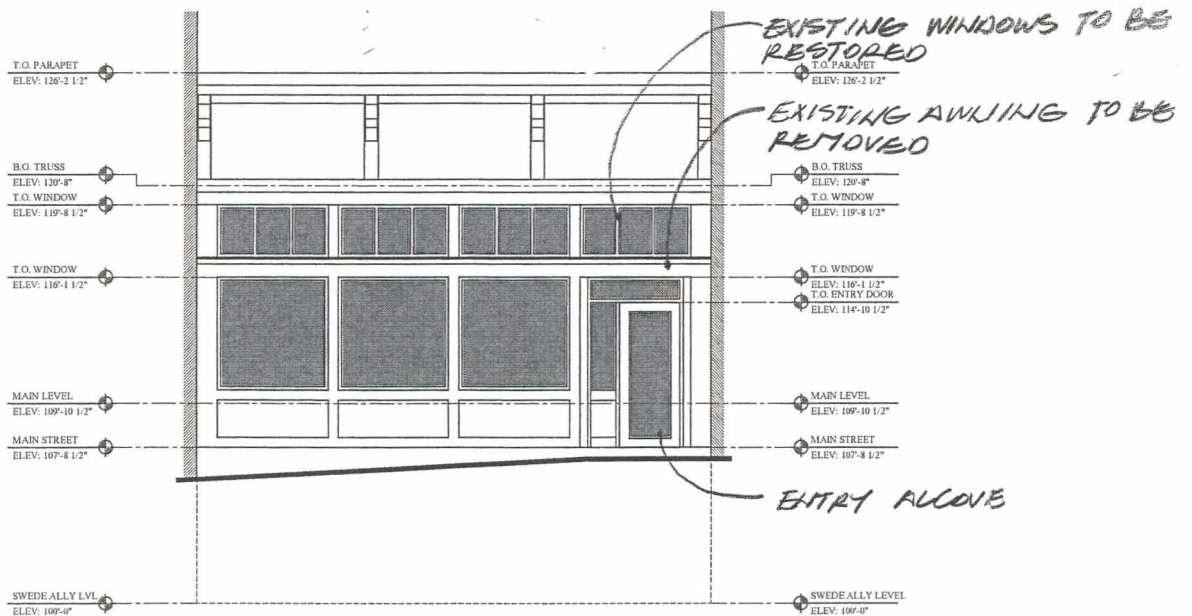 EXISTING WINDOWS TO BE
RESTORED
T.O. PARAPET
ELEV: 126'-2 1/2"
T.O. PARAPET
ELEV: 126'-2 1/2"
EXISTING AWNING TO BE
REMOVED
B.O. TRUSS
ELEV: 120'-8"
B.O. TRUSS
ELEV: 120'-8"
T.O. WINDOW
ELEV: 119'-8 1/2"
T.O. WINDOW
ELEV: 119'-8 1/2"
T.O. WINDOW
ELEV: 116'-1 1/2"
T.O. WINDOW
ELEV: 116'-1 1/2"
T.O. ENTRY DOOR
ELEV: 114'-10 1/2"
MAIN LEVEL
ELEV: 109'-10 1/2"
MAIN LEVEL
ELEV: 109'-10 1/2"
MAIN STREET
ELEV: 107'-8 1/2"
MAIN STREET
ELEV: 107'-8 1/2"
ENTRY ALCOVE
SWEDE ALLY LVL
ELEV: 100'-0"
SWEDE ALLY LEVEL
ELEV: 100'-0"